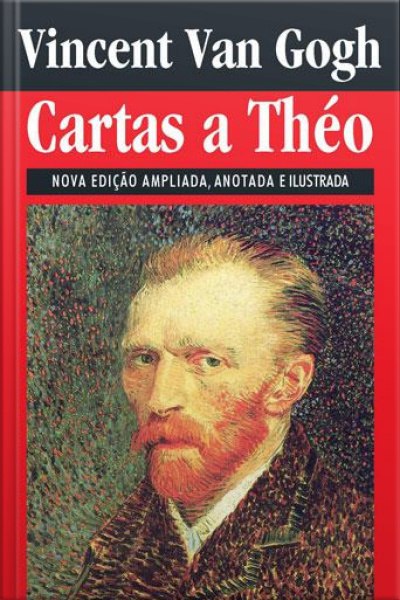 Vincent Van Gogh
Cartas a Théo
NOVA EDIÇÃO AMPLIADA, ANOTADA E ILUSTRADA